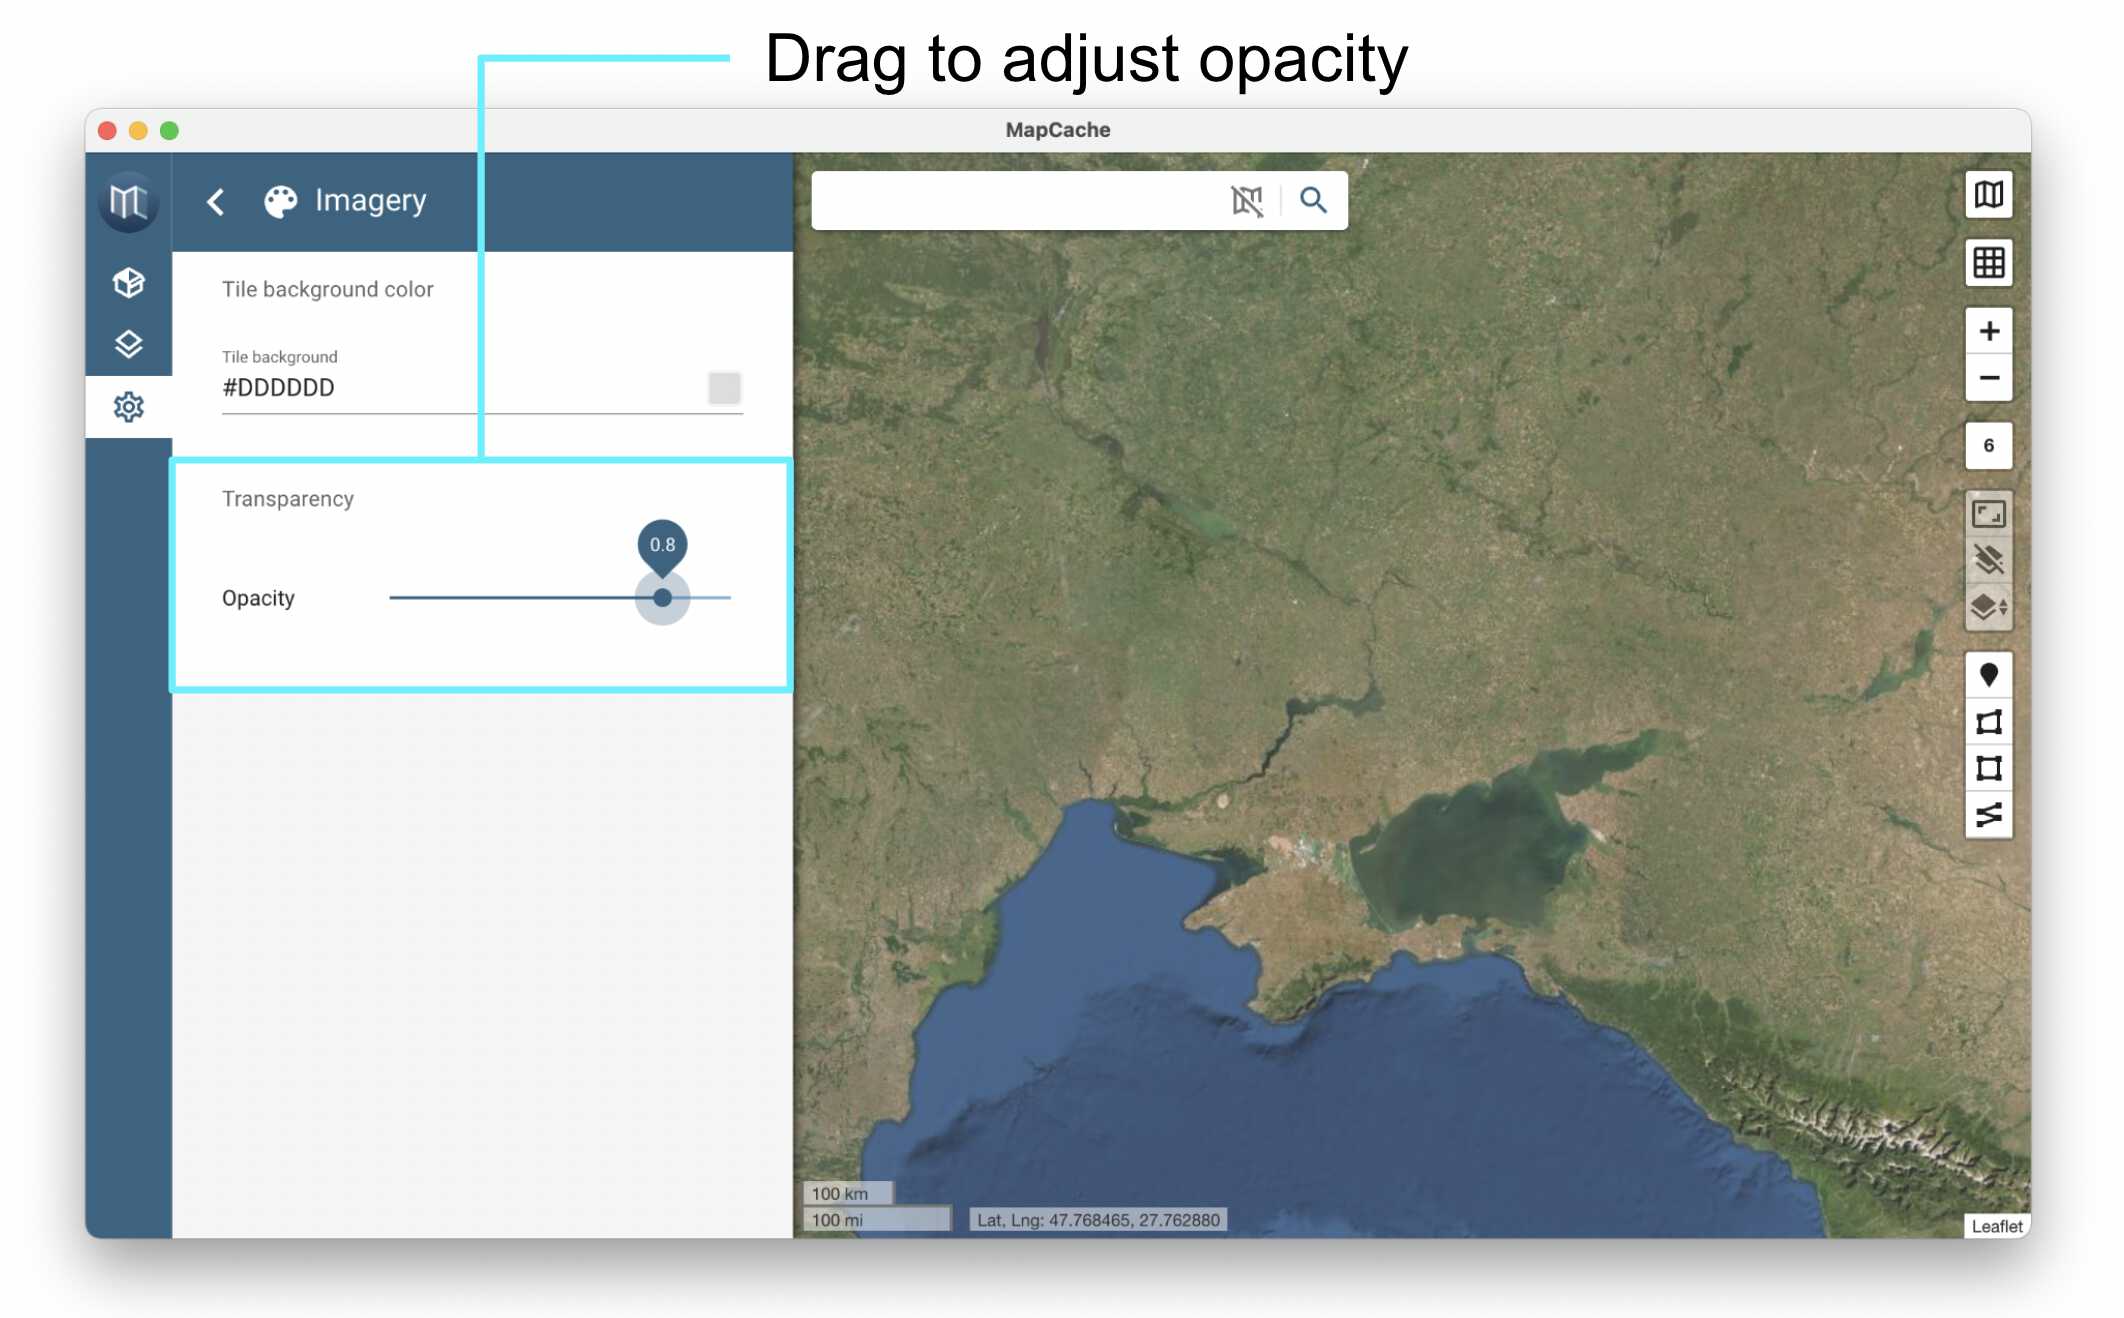 Drag to adjust opacity
MapCache
Imagery
Tile background color
Tile background
#DDDDDD
Transparency
0.8
Opacity
6
100 km
100 mi
Lat, Lng: 47.768465, 27.762880
Leaflet